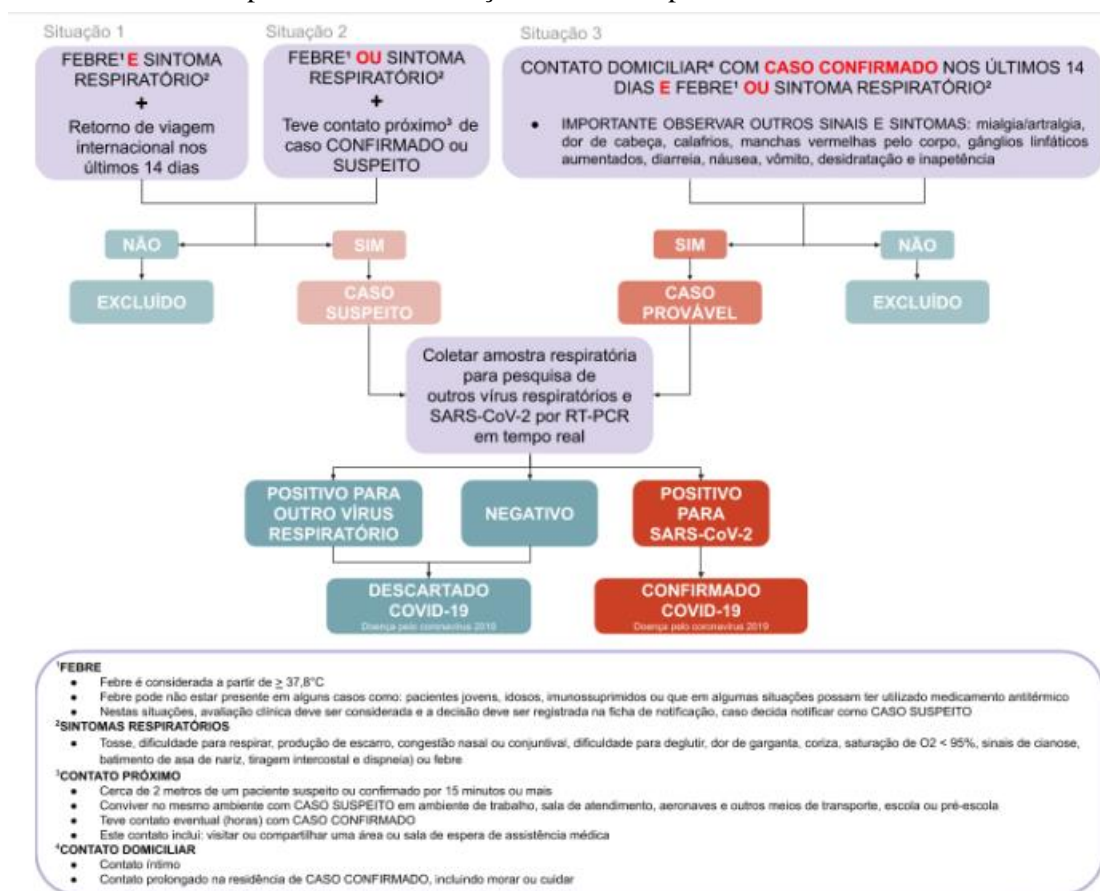 Situação 1
FEBRE¹ E SINTOMA
RESPIRATÓRIO²
+
Retorno de viagem
internacional nos
últimos 14 dias
Situação 2
FEBRE¹ OU SINTOMA
RESPIRATÓRIO²
+
Teve contato próximo³ de
caso CONFIRMADO ou
SUSPEITO
Situação 3
CONTATO DOMICILIAR⁴ COM CASO CONFIRMADO NOS ÚLTIMOS 14
DIAS E FEBRE¹ OU SINTOMA RESPIRATÓRIO²
● IMPORTANTE OBSERVAR OUTROS SINAIS E SINTOMAS: mialgia/artralgia,
dor de cabeça, calafrios, manchas vermelhas pelo corpo, gânglios linfáticos
aumentados, diarreia, náusea, vômito, desidratação e inapetência
NÃO
SIM
SIM
NÃO
EXCLUÍDO
CASO
SUSPEITO
CASO
PROVÁVEL
EXCLUÍDO
Coletar amostra respiratória
para pesquisa de
outros vírus respiratórios e
SARS-CoV-2 por RT-PCR
em tempo real
POSITIVO PARA
OUTRO VÍRUS
RESPIRATÓRIO
NEGATIVO
POSITIVO
PARA
SARS-CoV-2
DESCARTADO
COVID-19
Doença pelo coronavírus 2019
CONFIRMADO
COVID-19
Doença pelo coronavírus 2019
¹FEBRE
● Febre é considerada a partir de ≥ 37,8°C
● Febre pode não estar presente em alguns casos como: pacientes jovens, idosos, imunossuprimidos ou que em algumas situações possam ter utilizado medicamento antitérmico
● Nestas situações, avaliação clínica deve ser considerada e a decisão deve ser registrada na ficha de notificação, caso decida notificar como CASO SUSPEITO
²SINTOMAS RESPIRATÓRIOS
● Tosse, dificuldade para respirar, produção de escarro, congestão nasal ou conjuntival, dificuldade para deglutir, dor de garganta, coriza, saturação de O2 < 95%, sinais de cianose,
batimento de asa de nariz, tiragem intercostal e dispneia) ou febre
³CONTATO PRÓXIMO
● Cerca de 2 metros de um paciente suspeito ou confirmado por 15 minutos ou mais
● Conviver no mesmo ambiente com CASO SUSPEITO em ambiente de trabalho, sala de atendimento, aeronaves e outros meios de transporte, escola ou pré-escola
● Teve contato eventual (horas) com CASO CONFIRMADO
● Este contato inclui: visitar ou compartilhar uma área ou sala de espera de assistência médica
⁴CONTATO DOMICILIAR
● Contato íntimo
● Contato prolongado na residência de CASO CONFIRMADO, incluindo morar ou cuidar